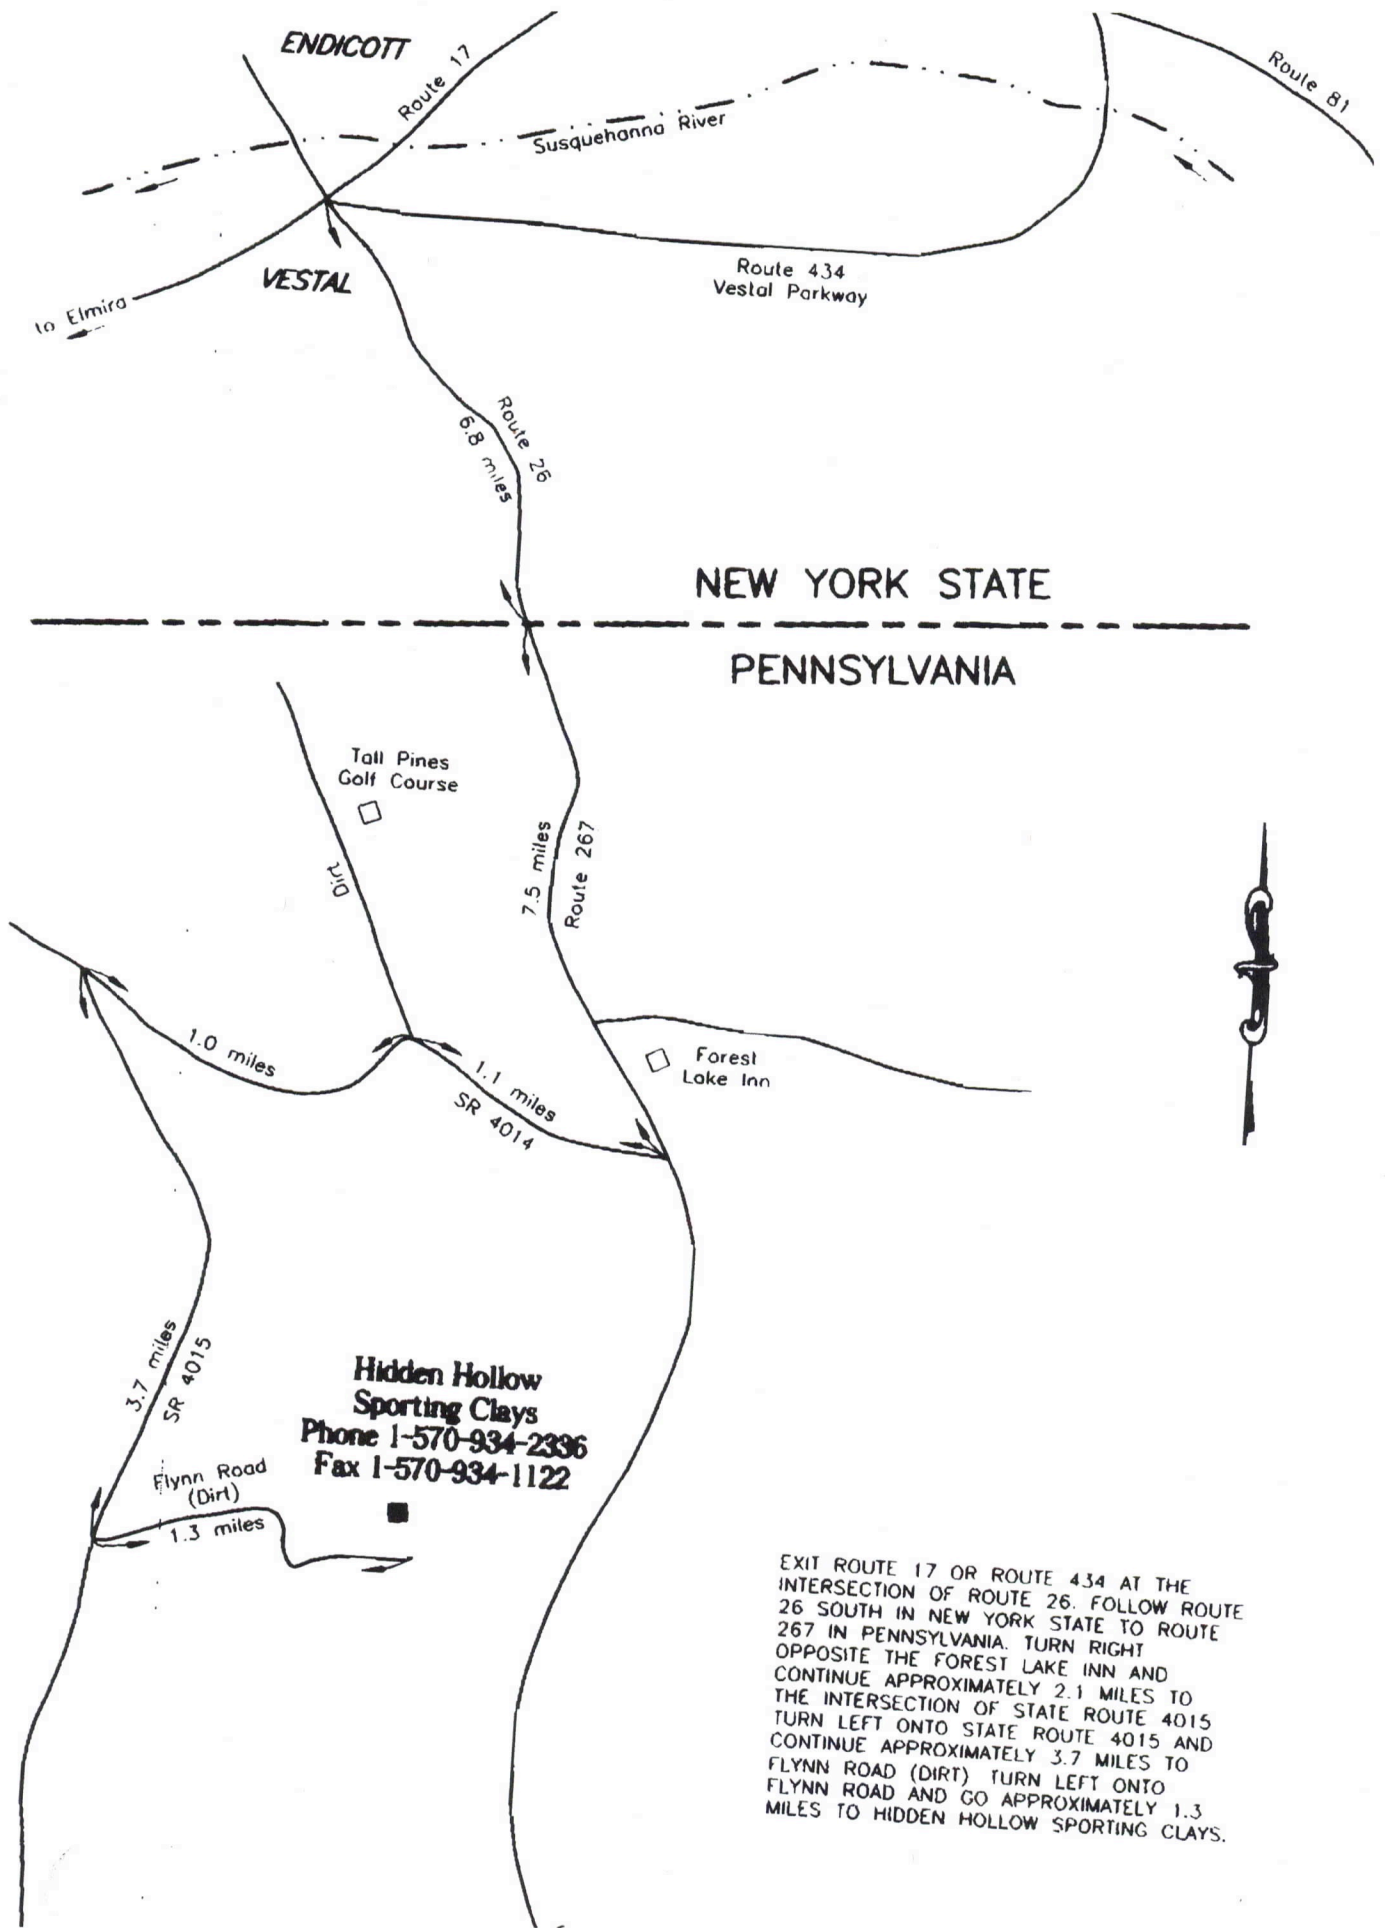 ENDICOTT
Route 17
Route 81
Susquehanna River
VESTAL
to Elmira
Route 434
Vestal Parkway
Route 26
6.8 miles
NEW YORK STATE
PENNSYLVANIA
Tall Pines
Golf Course
Dirt
7.5 miles
Route 267
1.0 miles
1.1 miles
SR 4014
Forest
Lake Inn
3.7 miles
SR 4015
Hidden Hollow
Sporting Clays
Phone 1-570-934-2336
Fax 1-570-934-1122
Flynn Road
(Dirt)
1.3 miles
EXIT ROUTE 17 OR ROUTE 434 AT THE
INTERSECTION OF ROUTE 26. FOLLOW ROUTE
26 SOUTH IN NEW YORK STATE TO ROUTE
267 IN PENNSYLVANIA. TURN RIGHT
OPPOSITE THE FOREST LAKE INN AND
CONTINUE APPROXIMATELY 2.1 MILES TO
THE INTERSECTION OF STATE ROUTE 4015
TURN LEFT ONTO STATE ROUTE 4015 AND
CONTINUE APPROXIMATELY 3.7 MILES TO
FLYNN ROAD (DIRT) TURN LEFT ONTO
FLYNN ROAD AND GO APPROXIMATELY 1.3
MILES TO HIDDEN HOLLOW SPORTING CLAYS.